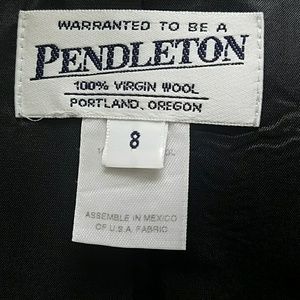 WARRANTED TO BE A
PENDLETON
100% VIRGIN WOOL
PORTLAND, OREGON
8
ASSEMBLE IN MEXICO
OF U.S.A. FABRIC